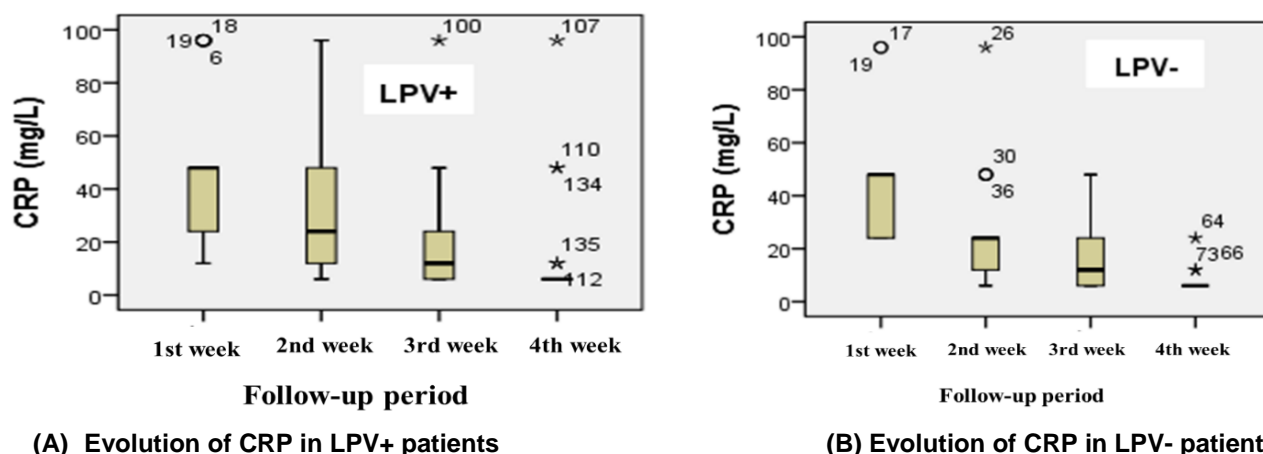 100
80
60
40
20
0
CRP (mg/L)
LPV+
19
18
6
100
107
110
134
135
112
1st week 2nd week 3rd week 4th week
Follow-up period
(A) Evolution of CRP in LPV+ patients
100
80
60
40
20
0
CRP (mg/L)
LPV-
17
19
26
30
36
64
73 66
1st week 2nd week 3rd week 4th week
Follow-up period
(B) Evolution of CRP in LPV- patient